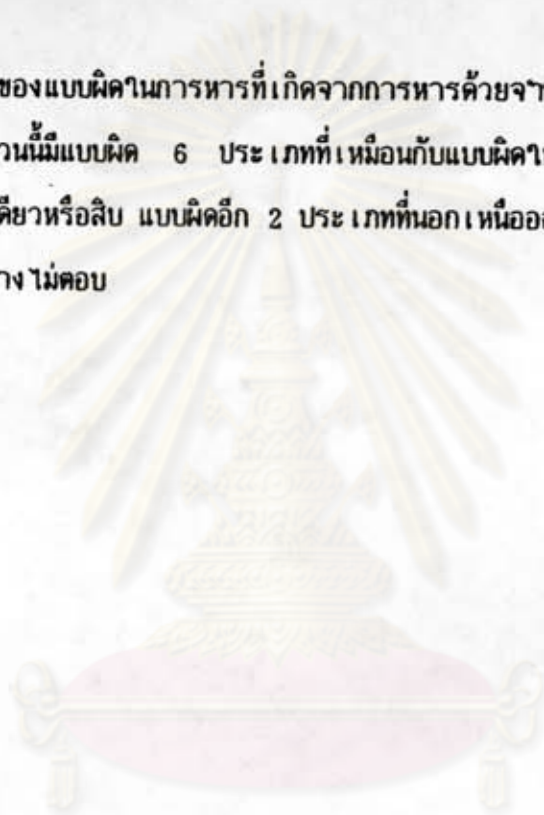 ของแบบผิดในการหารที่เกิดจากการหารด้วย
วนนี้มีแบบผิด 6 ประเภทที่เหมือนกับแบบผิดใน
ดียวหรือสิบ แบบผิดอีก 2 ประเภทที่นอกเหนือออ
าง ไม่ตอบ